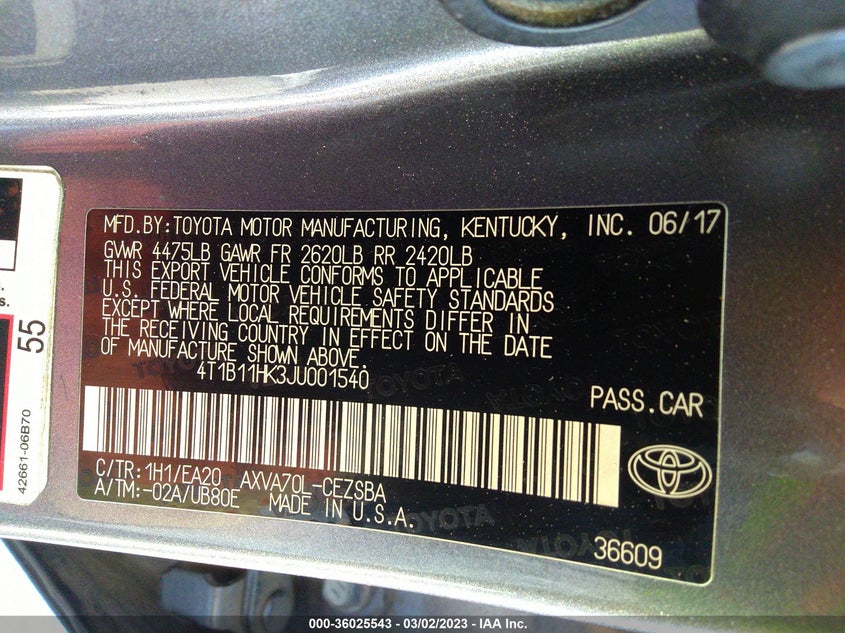 MFD.BY:TOYOTA MOTOR MANUFACTURING, KENTUCKY, INC. 06/17
GVWR 4475LB GAWR FR 2620LB RR 2420LB
THIS EXPORT VEHICLE CONFORMS TO APPLICABLE
U.S. FEDERAL MOTOR VEHICLE SAFETY STANDARDS
EXCEPT WHERE LOCAL REQUIREMENTS DIFFER IN
THE RECEIVING COUNTRY IN EFFECT ON THE DATE
OF MANUFACTURE SHOWN ABOVE.
4T1B11HK3JU001540
PASS.CAR
C/TR:1H1/EA20 AXVA70L-CEZSBA
A/TM:-02A/UB80E MADE IN U.S.A.
36609
55
42661-06B70
TOYOTA
TOYOTA
000-36025543 - 03/02/2023 - IAA Inc.